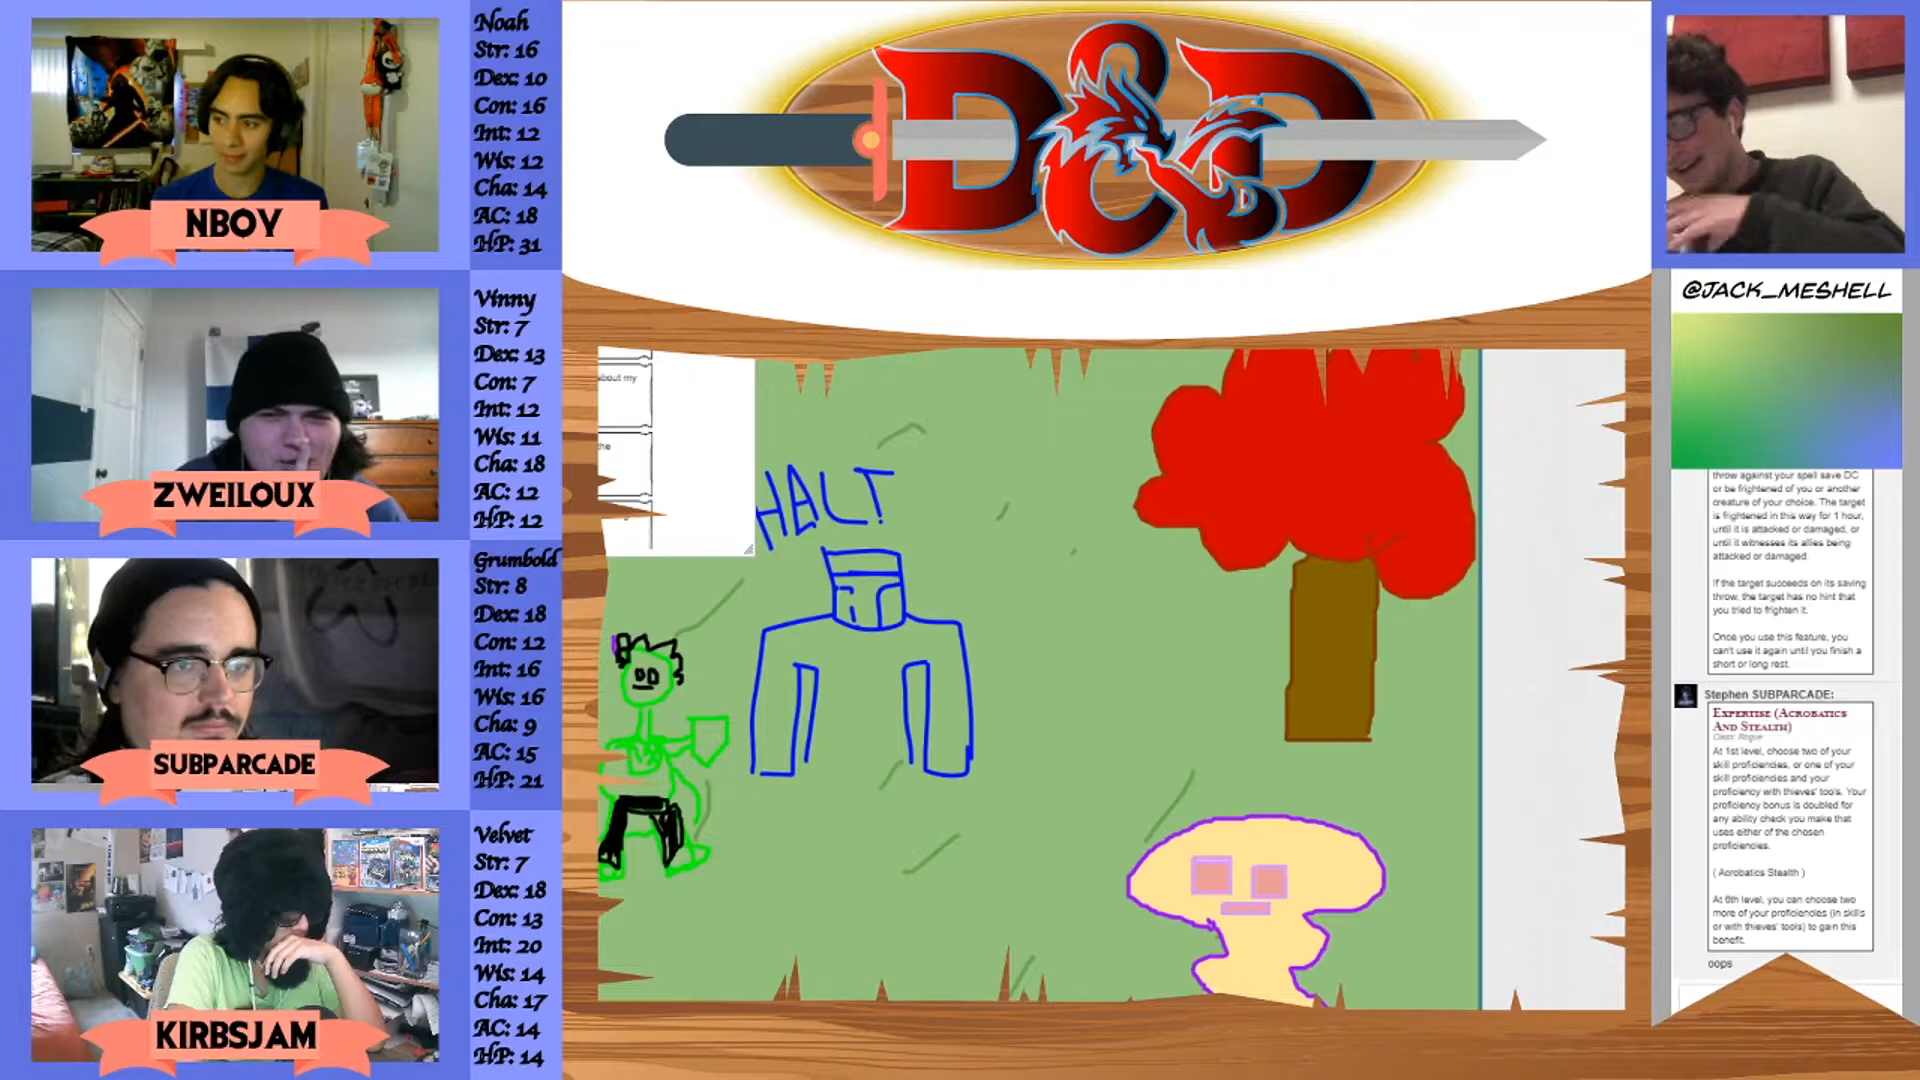 Noah
Str: 16
Dex: 10
Con: 16
Int: 12
Wis: 12
Cha: 14
AC: 18
HP: 31
NBOY
Vinny
Str: 7
Dex: 13
Con: 7
Int: 12
Wis: 11
Cha: 18
AC: 12
HP: 12
ZWEILOUX
Grumbold
Str: 8
Dex: 18
Con: 12
Int: 16
Wis: 16
Cha: 9
AC: 15
HP: 21
SUBPARCADE
Velvet
Str: 7
Dex: 18
Con: 13
Int: 20
Wis: 14
Cha: 17
AC: 14
HP: 14
KIRBSJAM
D&D
about my
the
HALT
@JACK_MESHELL
throw against your spell save DC
or be frightened of you or another
creature of your choice. The target
is frightened in this way for 1 hour,
until it is attacked or damaged, or
until it witnesses its allies being
attacked or damaged.
If the target succeeds on its saving
throw, the target has no hint that
you tried to frighten it.
Once you use this feature, you
can't use it again until you finish a
short or long rest.
Stephen SUBPARCADE:
EXPERTISE (ACROBATICS
AND STEALTH)
Class: Rogue
At 1st level, choose two of your
skill proficiencies, or one of your
skill proficiencies and your
proficiency with thieves' tools. Your
proficiency bonus is doubled for
any ability check you make that
uses either of the chosen
proficiencies.
( Acrobatics Stealth )
At 6th level, you can choose two
more of your proficiencies (in skills
or with thieves' tools) to gain this
benefit.
oops